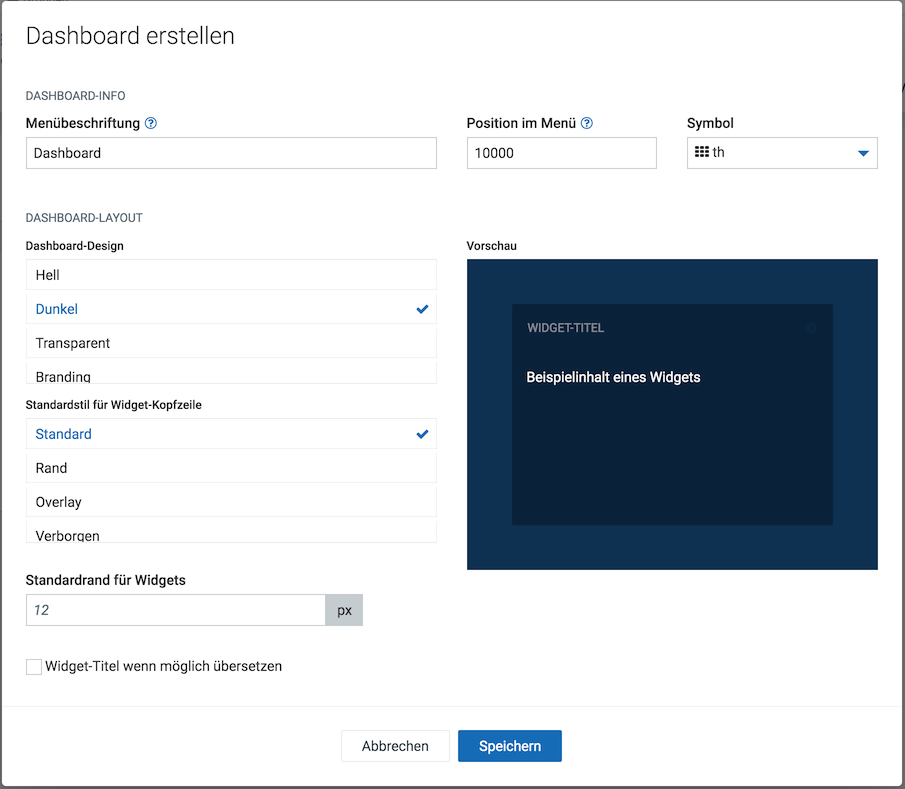 Dashboard erstellen
DASHBOARD-INFO
Menübeschriftung ?
Position im Menü ?
Symbol
Dashboard
10000
th
DASHBOARD-LAYOUT
Dashboard-Design
Vorschau
Hell
Dunkel
Transparent
Branding
WIDGET-TITEL
Beispielinhalt eines Widgets
Standardstil für Widget-Kopfzeile
Standard
Rand
Overlay
Verborgen
Standardrand für Widgets
12 px
Widget-Titel wenn möglich übersetzen
Abbrechen
Speichern